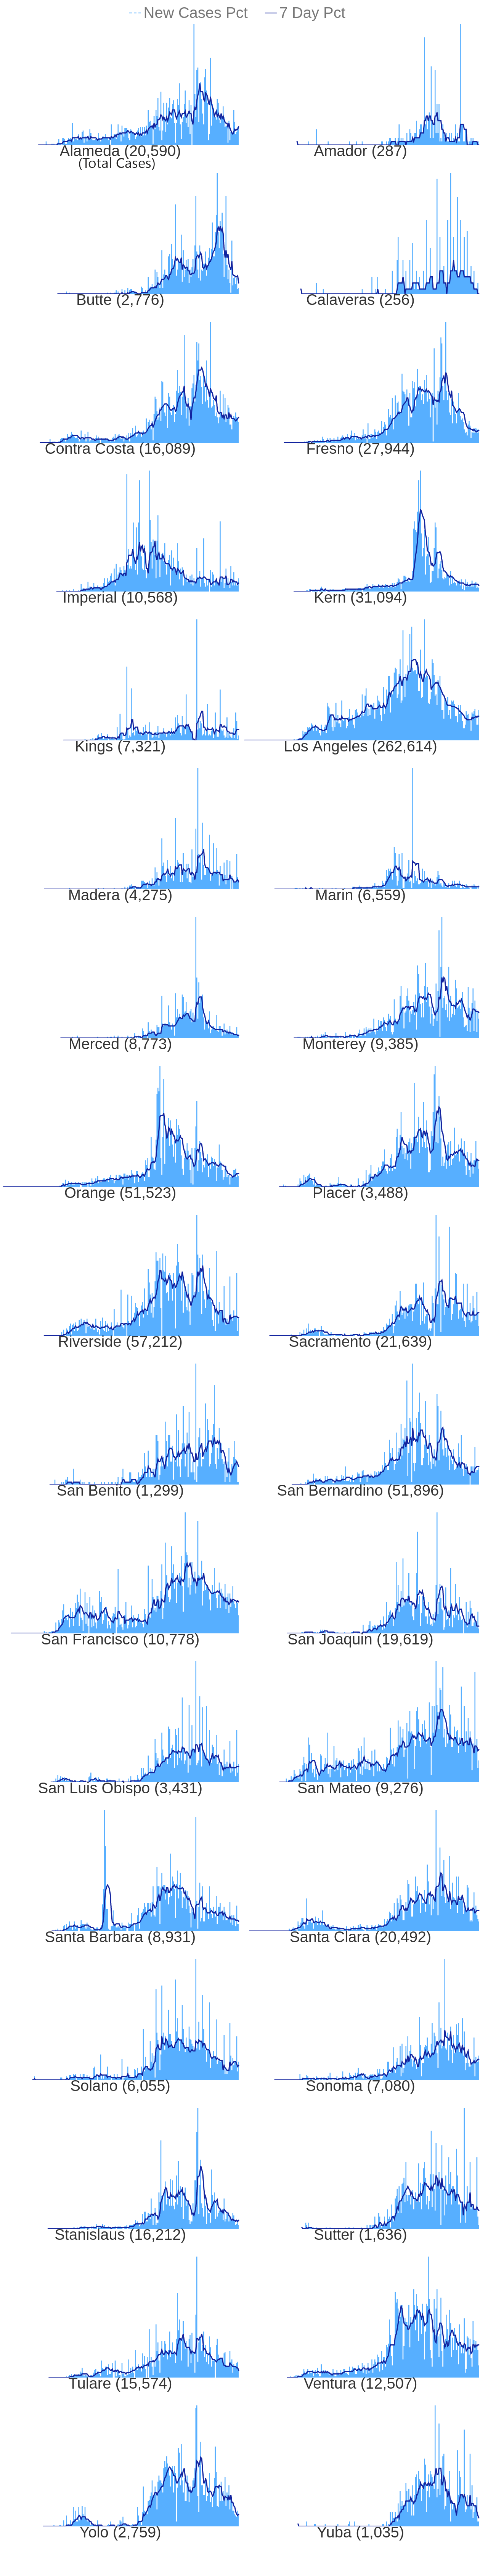 New Cases Pct 7 Day Pct
Alameda (20,590) Amador (287)
(Total Cases)
Butte (2,776) Calaveras (256)
Contra Costa (16,089) Fresno (27,944)
Imperial (10,568) Kern (31,094)
Kings (7,321) Los Angeles (262,614)
Madera (4,275) Marin (6,559)
Merced (8,773) Monterey (9,385)
Orange (51,523) Placer (3,488)
Riverside (57,212) Sacramento (21,639)
San Benito (1,299) San Bernardino (51,896)
San Francisco (10,778) San Joaquin (19,619)
San Luis Obispo (3,431) San Mateo (9,276)
Santa Barbara (8,931) Santa Clara (20,492)
Solano (6,055) Sonoma (7,080)
Stanislaus (16,212) Sutter (1,636)
Tulare (15,574) Ventura (12,507)
Yolo (2,759) Yuba (1,035)